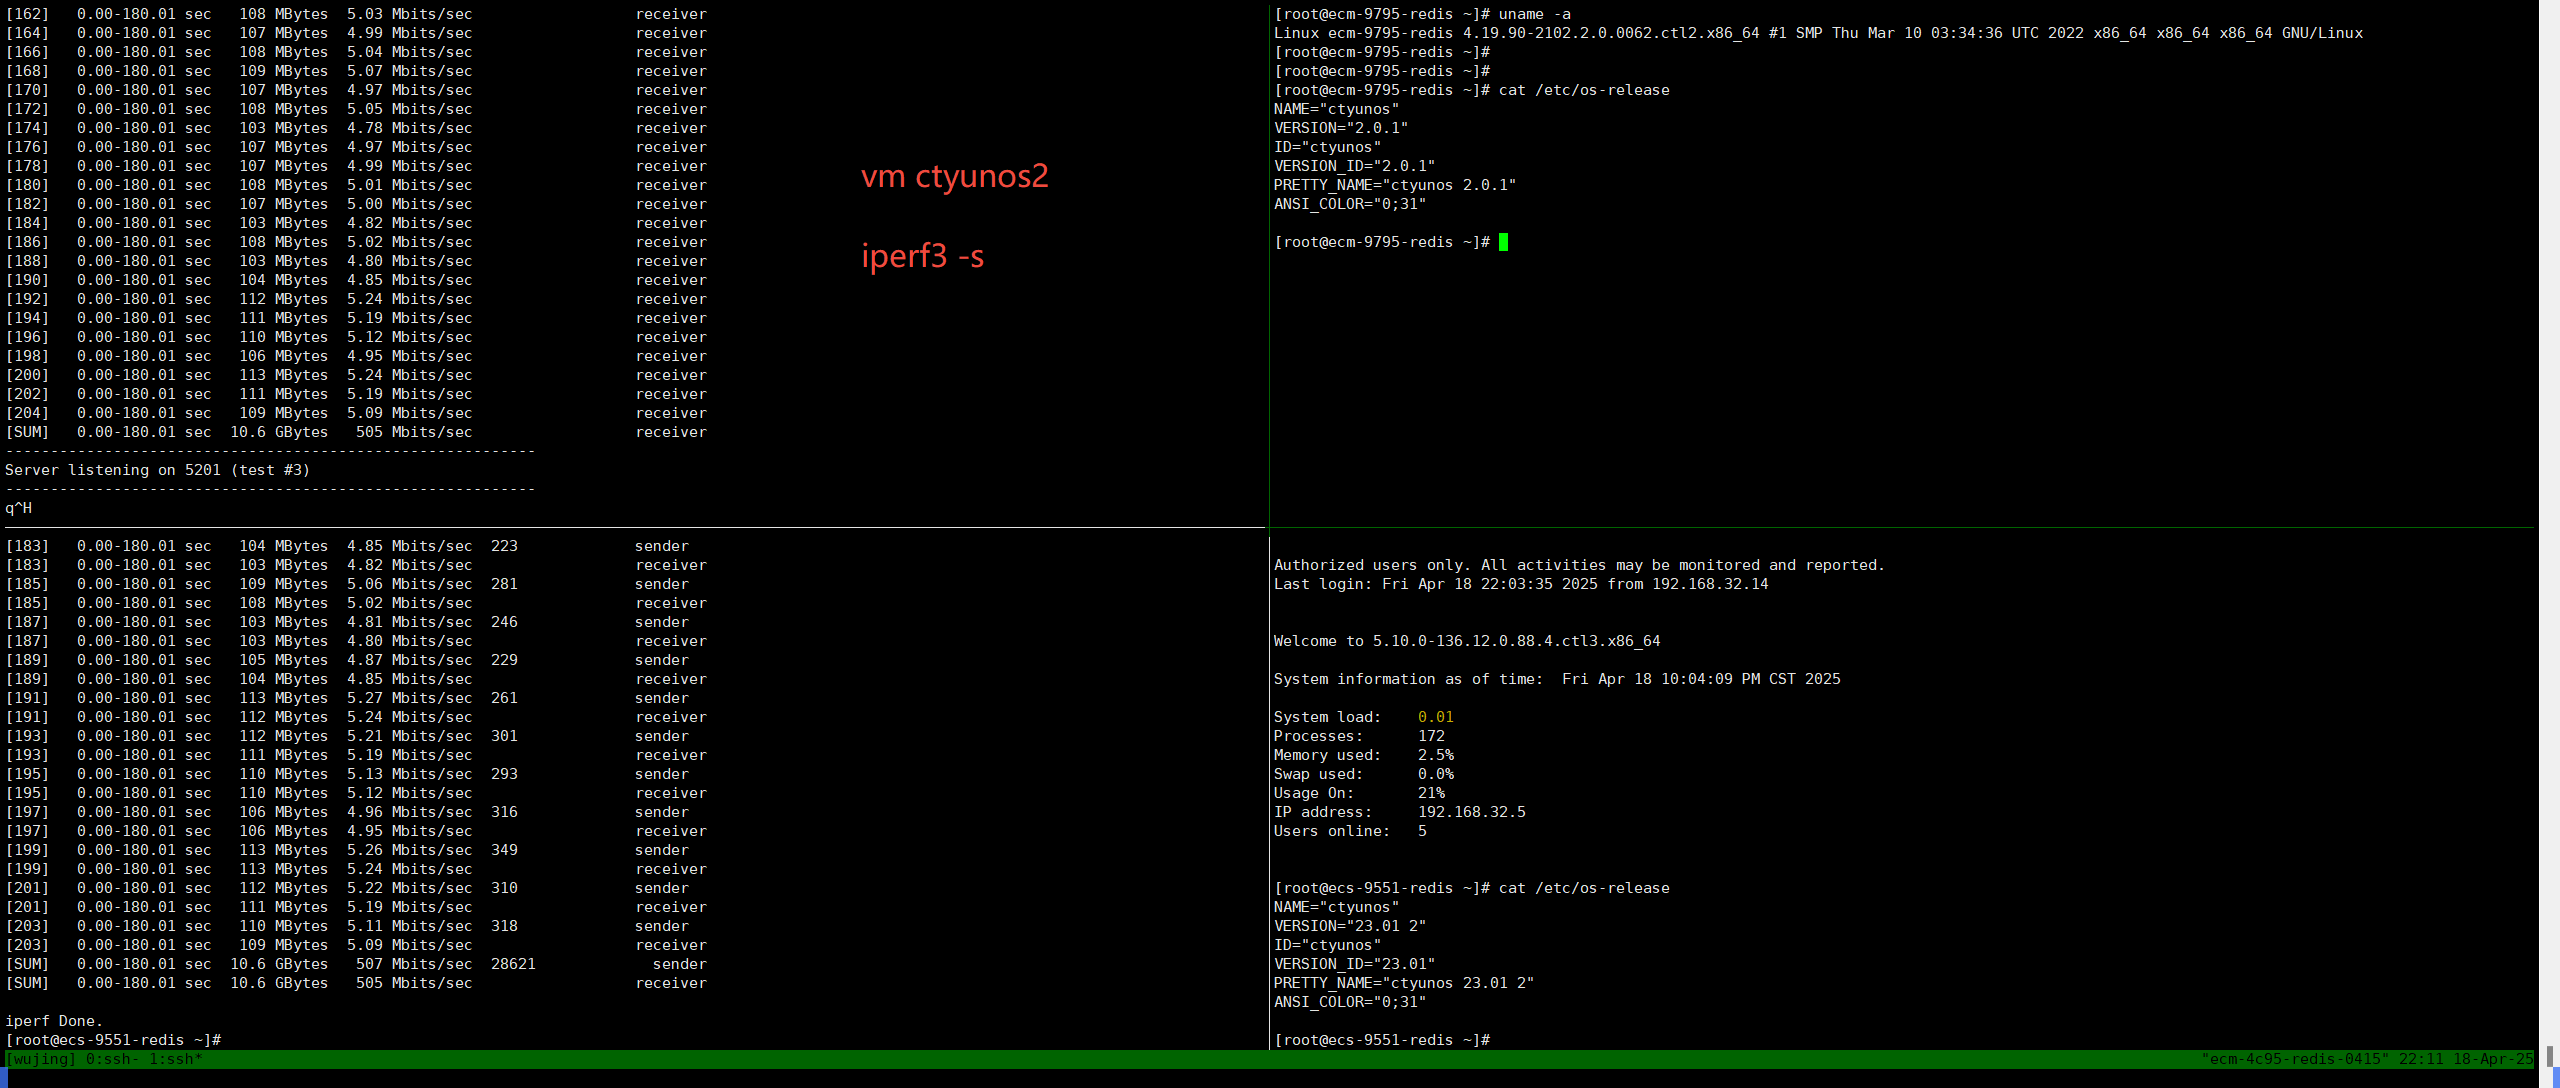 [162]   0.00-180.01 sec   108 MBytes  5.03 Mbits/sec                  receiver
[164]   0.00-180.01 sec   107 MBytes  4.99 Mbits/sec                  receiver
[166]   0.00-180.01 sec   108 MBytes  5.04 Mbits/sec                  receiver
[168]   0.00-180.01 sec   109 MBytes  5.07 Mbits/sec                  receiver
[170]   0.00-180.01 sec   107 MBytes  4.97 Mbits/sec                  receiver
[172]   0.00-180.01 sec   108 MBytes  5.05 Mbits/sec                  receiver
[174]   0.00-180.01 sec   103 MBytes  4.78 Mbits/sec                  receiver
[176]   0.00-180.01 sec   107 MBytes  4.97 Mbits/sec                  receiver
[178]   0.00-180.01 sec   107 MBytes  4.99 Mbits/sec                  receiver
[180]   0.00-180.01 sec   108 MBytes  5.01 Mbits/sec                  receiver
[182]   0.00-180.01 sec   107 MBytes  5.00 Mbits/sec                  receiver
[184]   0.00-180.01 sec   103 MBytes  4.82 Mbits/sec                  receiver
[186]   0.00-180.01 sec   108 MBytes  5.02 Mbits/sec                  receiver
[188]   0.00-180.01 sec   103 MBytes  4.80 Mbits/sec                  receiver
[190]   0.00-180.01 sec   104 MBytes  4.85 Mbits/sec                  receiver
[192]   0.00-180.01 sec   112 MBytes  5.24 Mbits/sec                  receiver
[194]   0.00-180.01 sec   111 MBytes  5.19 Mbits/sec                  receiver
[196]   0.00-180.01 sec   110 MBytes  5.12 Mbits/sec                  receiver
[198]   0.00-180.01 sec   106 MBytes  4.95 Mbits/sec                  receiver
[200]   0.00-180.01 sec   113 MBytes  5.24 Mbits/sec                  receiver
[202]   0.00-180.01 sec   111 MBytes  5.19 Mbits/sec                  receiver
[204]   0.00-180.01 sec   109 MBytes  5.09 Mbits/sec                  receiver
[SUM]   0.00-180.01 sec  10.6 GBytes   505 Mbits/sec                  receiver
-----------------------------------------------------------
Server listening on 5201 (test #3)
-----------------------------------------------------------
q^H
vm ctyunos2
iperf3 -s
[root@ecm-9795-redis ~]# uname -a
Linux ecm-9795-redis 4.19.90-2102.2.0.0062.ctl2.x86_64 #1 SMP Thu Mar 10 03:34:36 UTC 2022 x86_64 x86_64 x86_64 GNU/Linux
[root@ecm-9795-redis ~]#
[root@ecm-9795-redis ~]#
[root@ecm-9795-redis ~]# cat /etc/os-release
NAME="ctyunos"
VERSION="2.0.1"
ID="ctyunos"
VERSION_ID="2.0.1"
PRETTY_NAME="ctyunos 2.0.1"
ANSI_COLOR="0;31"
[root@ecm-9795-redis ~]#
[183]   0.00-180.01 sec   104 MBytes  4.85 Mbits/sec  223             sender
[183]   0.00-180.01 sec   103 MBytes  4.82 Mbits/sec                  receiver
[185]   0.00-180.01 sec   109 MBytes  5.06 Mbits/sec  281             sender
[185]   0.00-180.01 sec   108 MBytes  5.02 Mbits/sec                  receiver
[187]   0.00-180.01 sec   103 MBytes  4.81 Mbits/sec  246             sender
[187]   0.00-180.01 sec   103 MBytes  4.80 Mbits/sec                  receiver
[189]   0.00-180.01 sec   105 MBytes  4.87 Mbits/sec  229             sender
[189]   0.00-180.01 sec   104 MBytes  4.85 Mbits/sec                  receiver
[191]   0.00-180.01 sec   113 MBytes  5.27 Mbits/sec  261             sender
[191]   0.00-180.01 sec   112 MBytes  5.24 Mbits/sec                  receiver
[193]   0.00-180.01 sec   112 MBytes  5.21 Mbits/sec  301             sender
[193]   0.00-180.01 sec   111 MBytes  5.19 Mbits/sec                  receiver
[195]   0.00-180.01 sec   110 MBytes  5.13 Mbits/sec  293             sender
[195]   0.00-180.01 sec   110 MBytes  5.12 Mbits/sec                  receiver
[197]   0.00-180.01 sec   106 MBytes  4.96 Mbits/sec  316             sender
[197]   0.00-180.01 sec   106 MBytes  4.95 Mbits/sec                  receiver
[199]   0.00-180.01 sec   113 MBytes  5.26 Mbits/sec  349             sender
[199]   0.00-180.01 sec   113 MBytes  5.24 Mbits/sec                  receiver
[201]   0.00-180.01 sec   112 MBytes  5.22 Mbits/sec  310             sender
[201]   0.00-180.01 sec   111 MBytes  5.19 Mbits/sec                  receiver
[203]   0.00-180.01 sec   110 MBytes  5.11 Mbits/sec  318             sender
[203]   0.00-180.01 sec   109 MBytes  5.09 Mbits/sec                  receiver
[SUM]   0.00-180.01 sec  10.6 GBytes   507 Mbits/sec  28621             sender
[SUM]   0.00-180.01 sec  10.6 GBytes   505 Mbits/sec                  receiver
iperf Done.
[root@ecs-9551-redis ~]#
Authorized users only. All activities may be monitored and reported.
Last login: Fri Apr 18 22:03:35 2025 from 192.168.32.14
Welcome to 5.10.0-136.12.0.88.4.ctl3.x86_64
System information as of time:  Fri Apr 18 10:04:09 PM CST 2025
System load:    0.01
Processes:      172
Memory used:    2.5%
Swap used:      0.0%
Usage On:       21%
IP address:     192.168.32.5
Users online:   5
[root@ecs-9551-redis ~]# cat /etc/os-release
NAME="ctyunos"
VERSION="23.01 2"
ID="ctyunos"
VERSION_ID="23.01"
PRETTY_NAME="ctyunos 23.01 2"
ANSI_COLOR="0;31"
[root@ecs-9551-redis ~]#
[wujing] 0:ssh- 1:ssh*    "ecm-4c95-redis-0415" 22:11 18-Apr-25